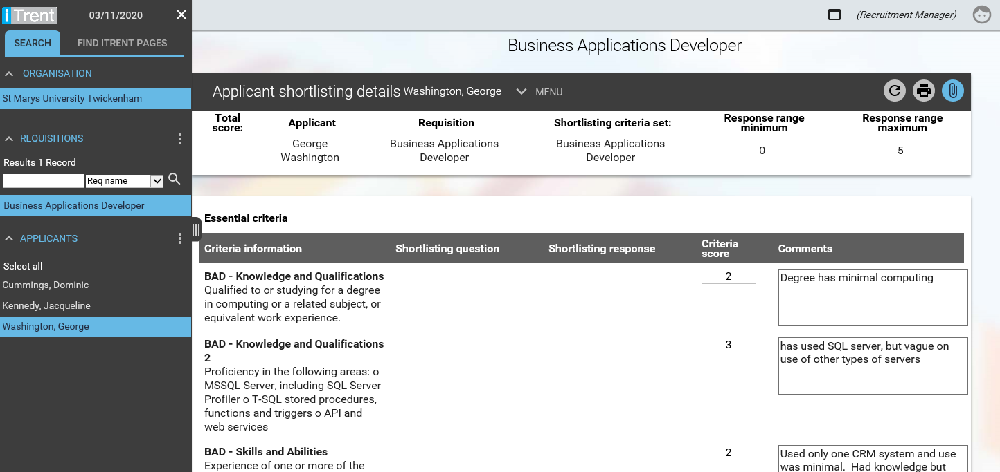 iTrent
03/11/2020
SEARCH
FIND ITRENT PAGES
ORGANISATION
St Marys University Twickenham
REQUISITIONS
Results 1 Record
Req name
Business Applications Developer
APPLICANTS
Select all
Cummings, Dominic
Kennedy, Jacqueline
Washington, George
(Recruitment Manager)
Business Applications Developer
Applicant shortlisting details Washington, George MENU
Total
score:
Applicant
George
Washington
Requisition
Business Applications
Developer
Shortlisting criteria set:
Business Applications
Developer
Response range
minimum
0
Response range
maximum
5
Essential criteria
Criteria information
Shortlisting question
Shortlisting response
Criteria
score
Comments
BAD - Knowledge and Qualifications
Qualified to or studying for a degree
in computing or a related subject, or
equivalent work experience.
2
Degree has minimal computing
BAD - Knowledge and Qualifications
2
Proficiency in the following areas: o
MSSQL Server, including SQL Server
Profiler o T-SQL stored procedures,
functions and triggers o API and
web services
3
has used SQL server, but vague on
use of other types of servers
BAD - Skills and Abilities
Experience of one or more of the
2
Used only one CRM system and use
was minimal.  Had knowledge but